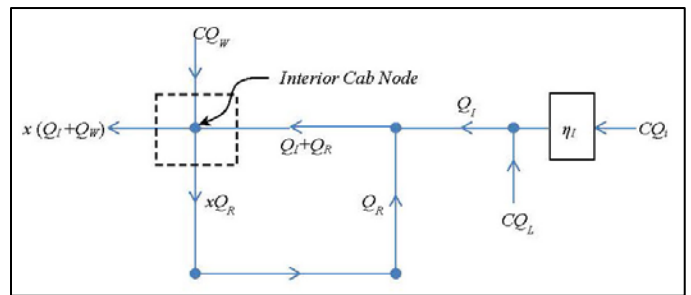 CQ_W
Interior Cab Node
x (Q_I+Q_W)
Q_I
η_I
CQ_i
Q_I+Q_R
xQ_R
Q_R
CQ_L